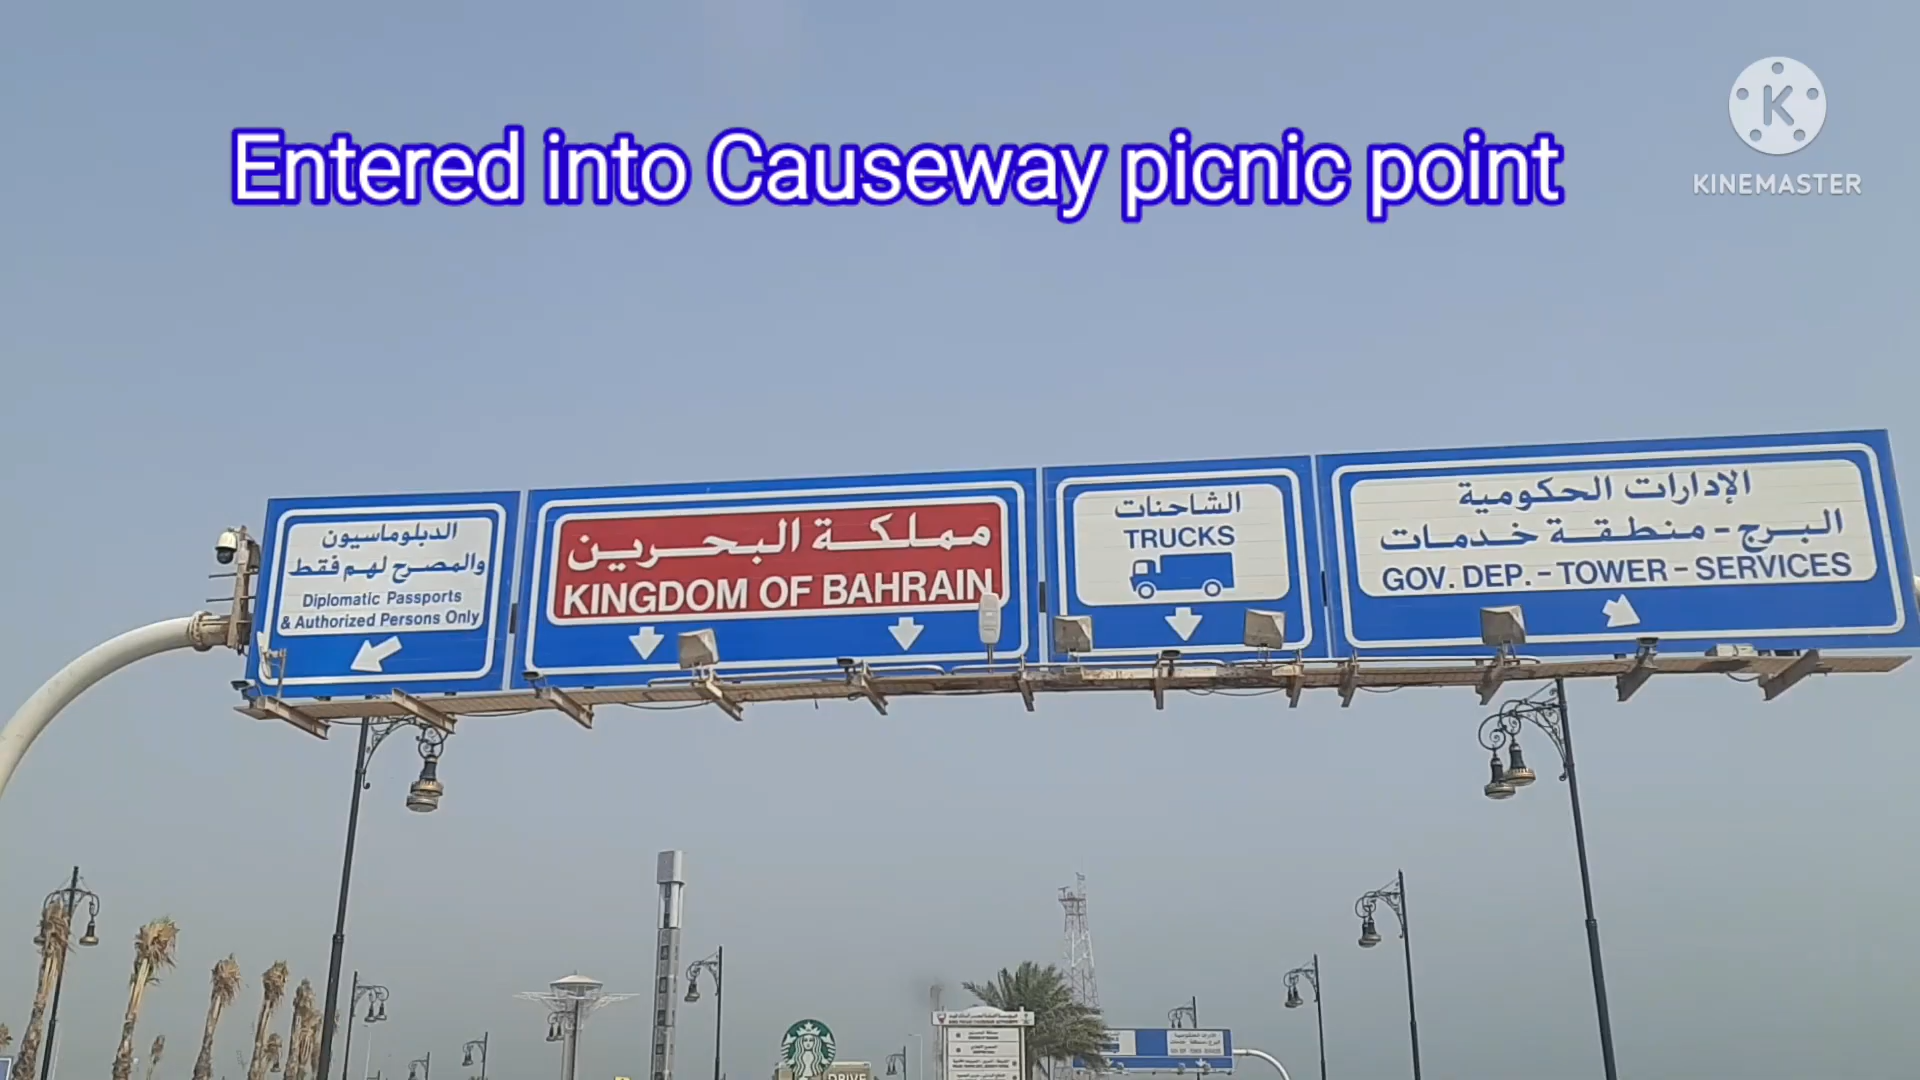 Entered into Causeway picnic point
K
KINEMASTER
الدبلوماسيون
والمصرح لهم فقط
Diplomatic Passports
& Authorized Persons Only
مملكة البحرين
KINGDOM OF BAHRAIN
الشاحنات
TRUCKS
الإدارات الحكومية
البرج - منطقة خدمات
GOV. DEP. - TOWER - SERVICES
DRIVE